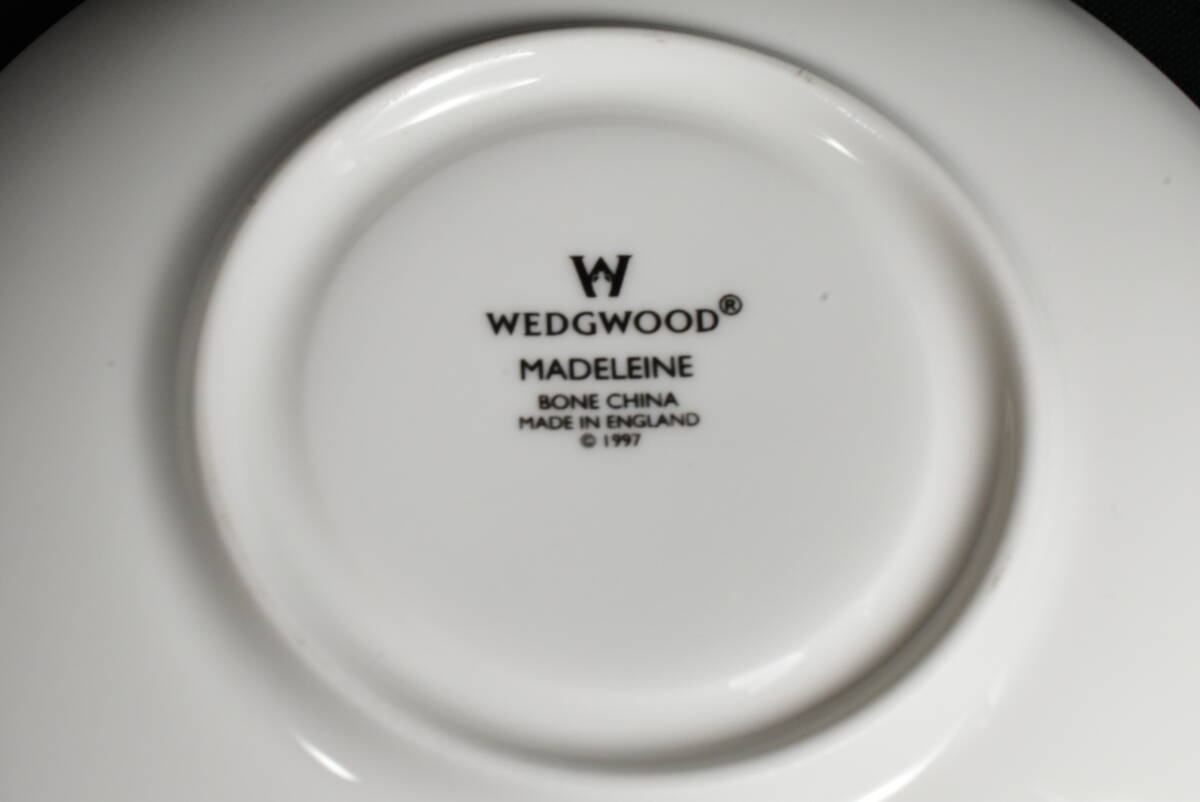 W
WEDGWOOD®
MADELEINE
BONE CHINA
MADE IN ENGLAND
© 1997